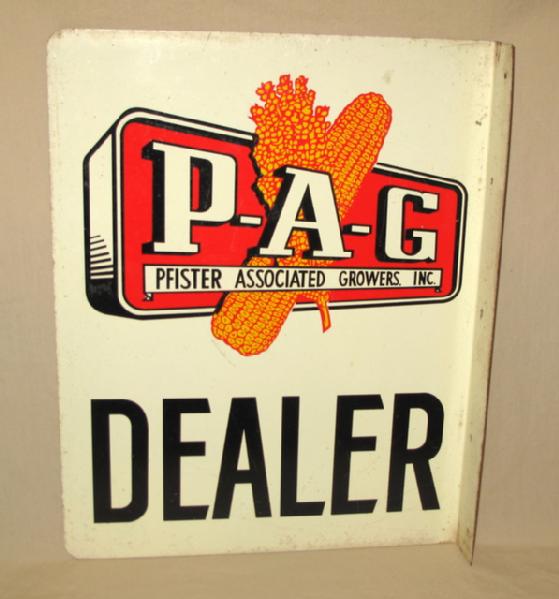 P-A-G
PFISTER ASSOCIATED GROWERS. INC.
DEALER